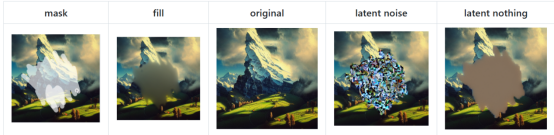 mask
fill
original
latent noise
latent nothing